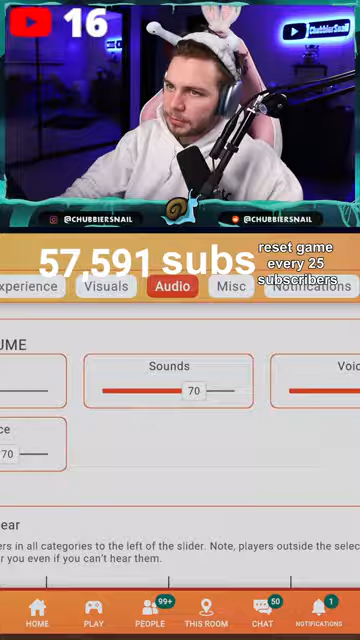 16
ChubbierSnail
@CHUBBIERSNAIL
@CHUBBIERSNAIL
57,591 subs
reset game
every 25
subscribers
xperience
Visuals
Audio
Misc
Notifications
UME
Sounds
70
Voic
ce
70
ear
ers in all categories to the left of the slider. Note, players outside the selec
r you even if you can't hear them.
99+
50
1
HOME
PLAY
PEOPLE
THIS ROOM
CHAT
NOTIFICATIONS